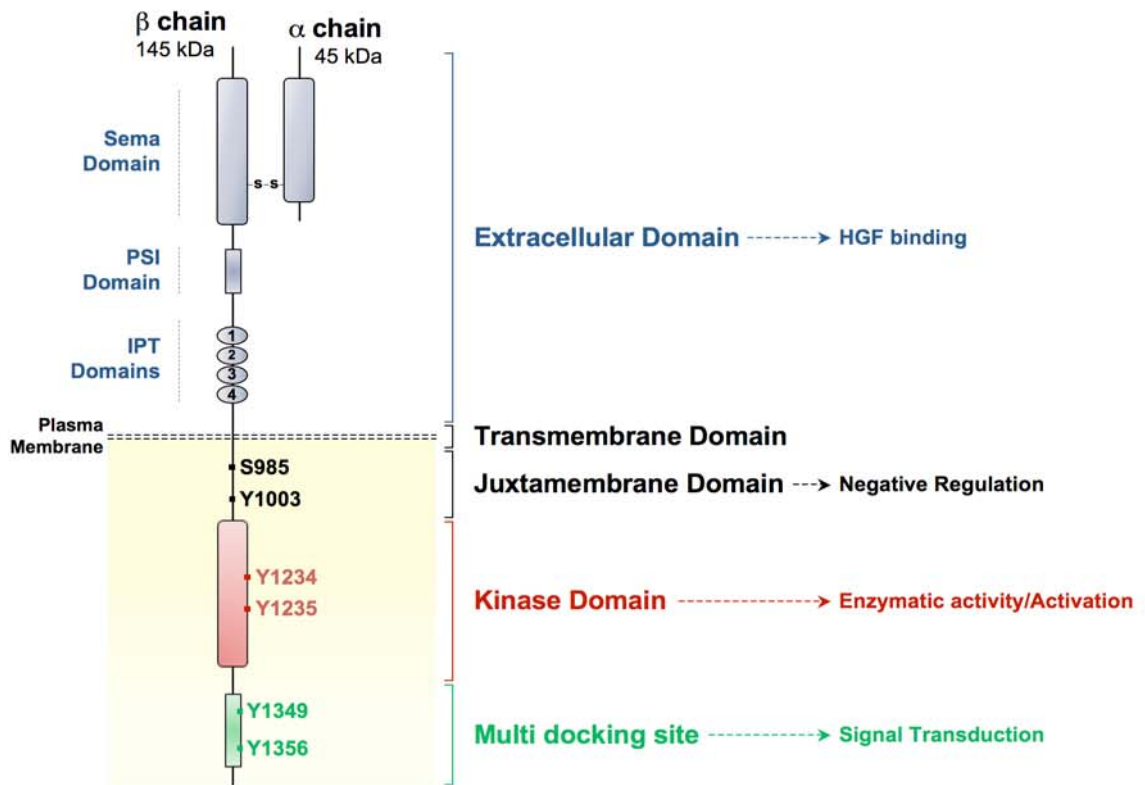 β chain
145 kDa
α chain
45 kDa
Sema
Domain
s s
PSI
Domain
IPT
Domains
1
2
3
4
Plasma
Membrane
S985
Y1003
Y1234
Y1235
Y1349
Y1356
Extracellular Domain
HGF binding
Transmembrane Domain
Juxtamembrane Domain
Negative Regulation
Kinase Domain
Enzymatic activity/Activation
Multi docking site
Signal Transduction